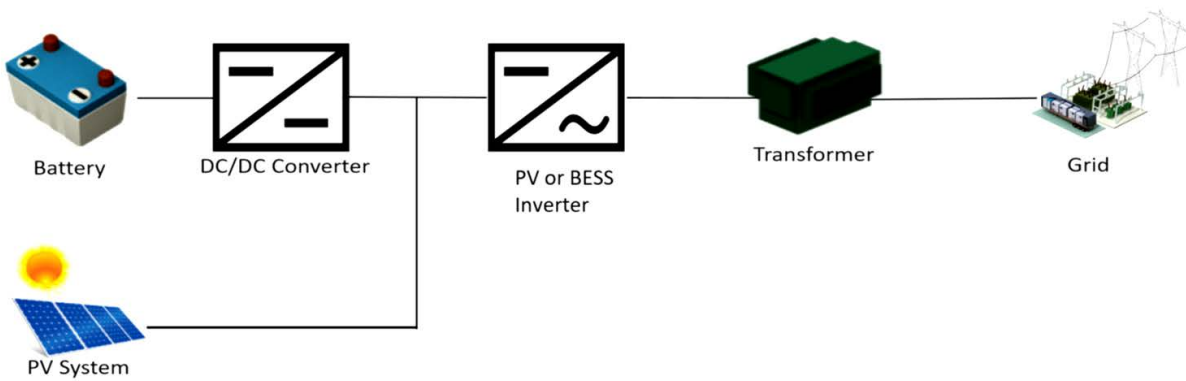 Battery
DC/DC Converter
PV or BESS
Inverter
Transformer
Grid
PV System